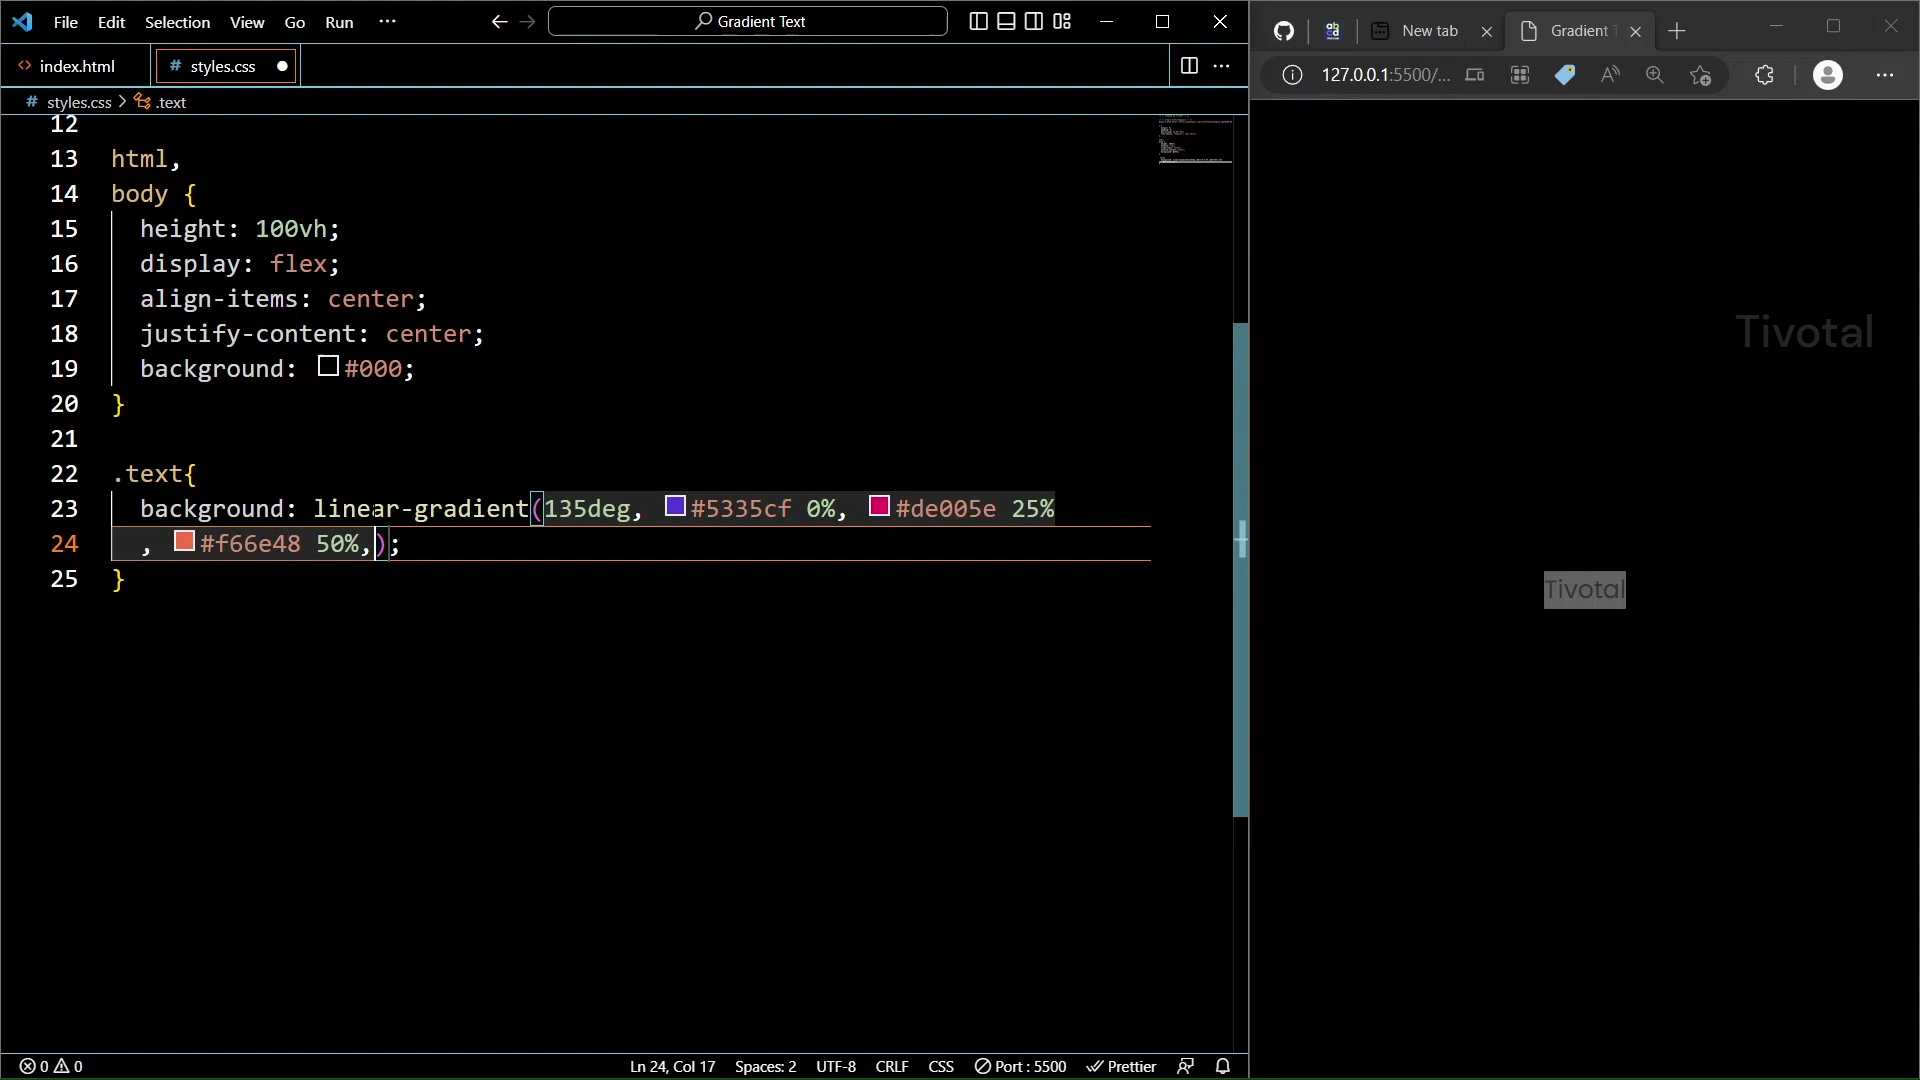 File Edit Selection View Go Run ···
Gradient Text
New tab
Gradient T
127.0.0.1:5500/...
index.html
styles.css
styles.css > .text
12
13 html,
14 body {
15 height: 100vh;
16 display: flex;
17 align-items: center;
18 justify-content: center;
19 background: #000;
20 }
21
22 .text{
23 background: linear-gradient(135deg, #5335cf 0%, #de005e 25%
24 , #f66e48 50%,);
25 }
Tivotal
Tivotal
0 0
Ln 24, Col 17 Spaces: 2 UTF-8 CRLF CSS Port : 5500 Prettier